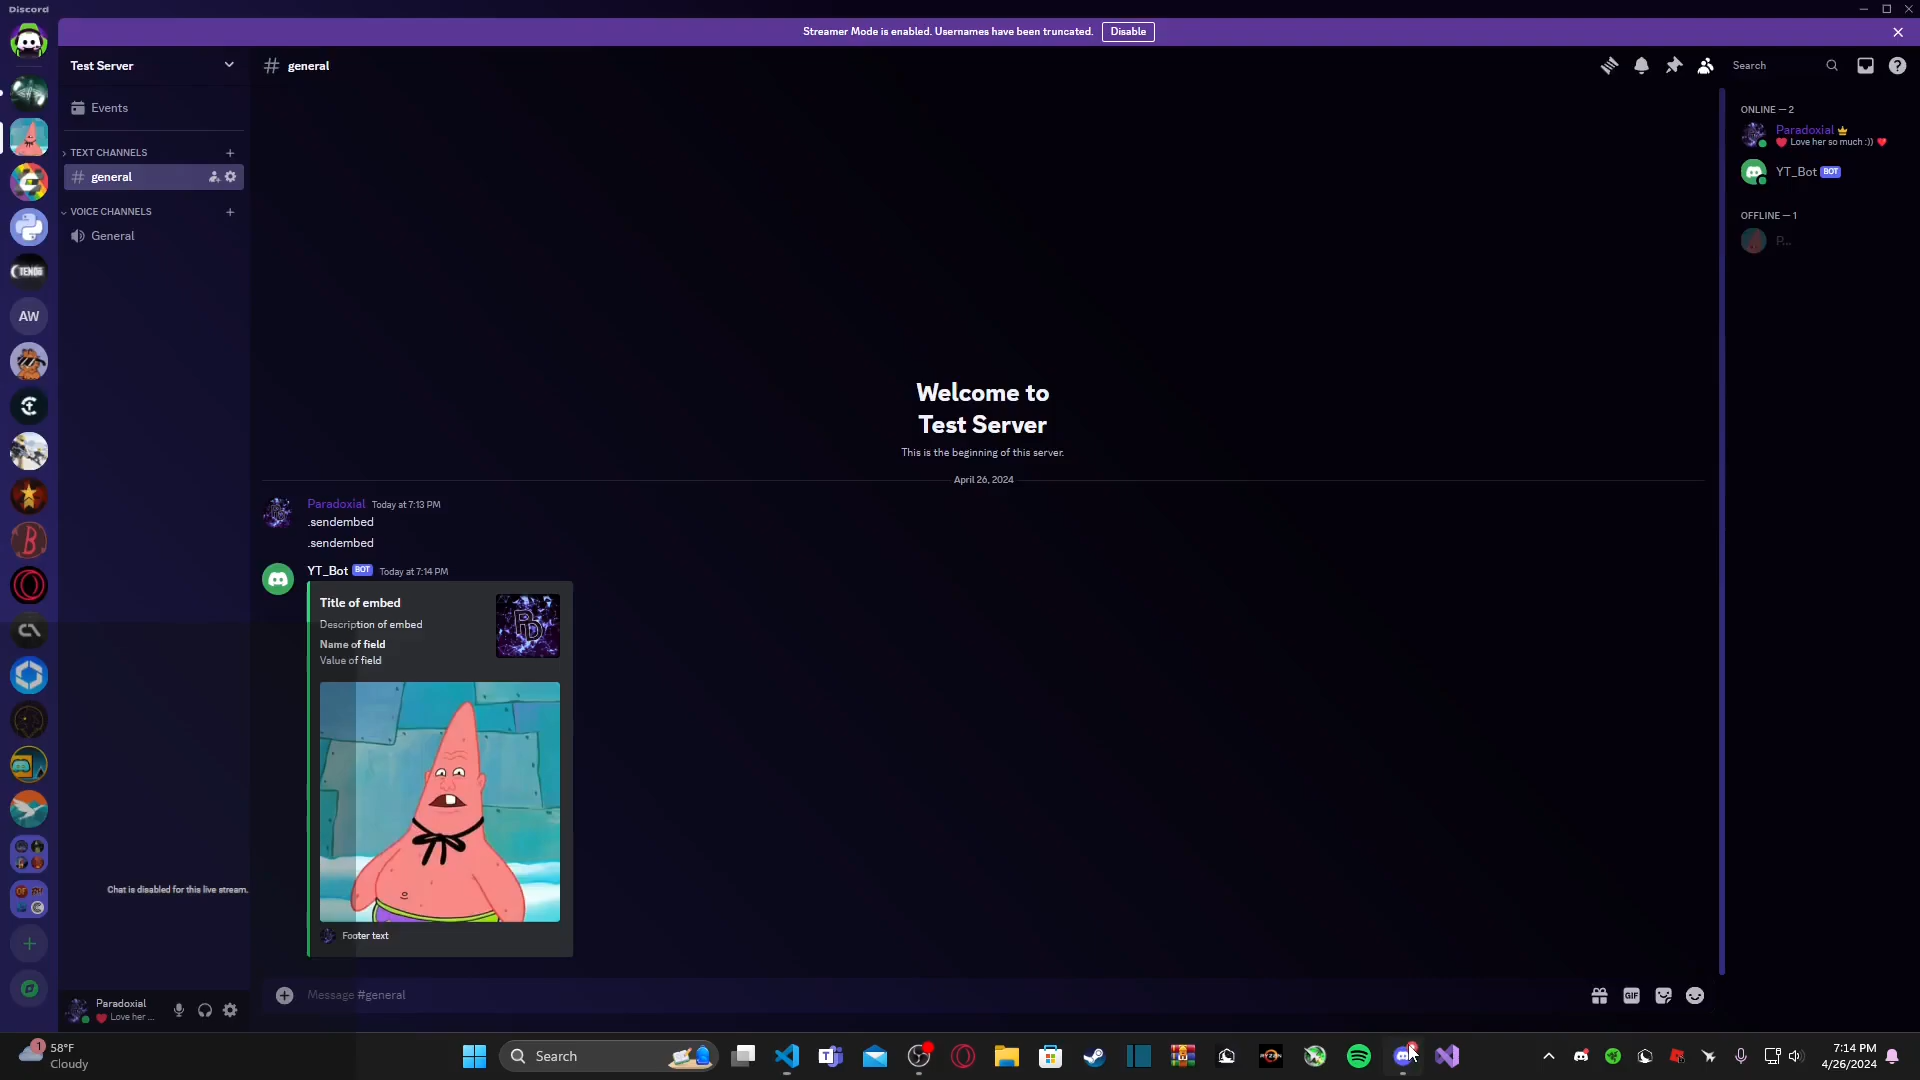 Discord
Streamer Mode is enabled. Usernames have been truncated. Disable
Test Server
# general
Search
Events
TEXT CHANNELS
# general
VOICE CHANNELS
General
TENGI
AW
ONLINE — 2
Paradoxial
❤️ Love her so much :)) ❤️
YT_Bot BOT
OFFLINE — 1
P...
Welcome to
Test Server
This is the beginning of this server.
April 26, 2024
Paradoxial Today at 7:13 PM
.sendembed
.sendembed
YT_Bot BOT Today at 7:14 PM
Title of embed
Description of embed
Name of field
Value of field
Footer text
Chat is disabled for this live stream.
Paradoxial
❤️ Love her ...
Message #general
GIF
1
58°F
Cloudy
Search
RYZEN
7:14 PM
4/26/2024